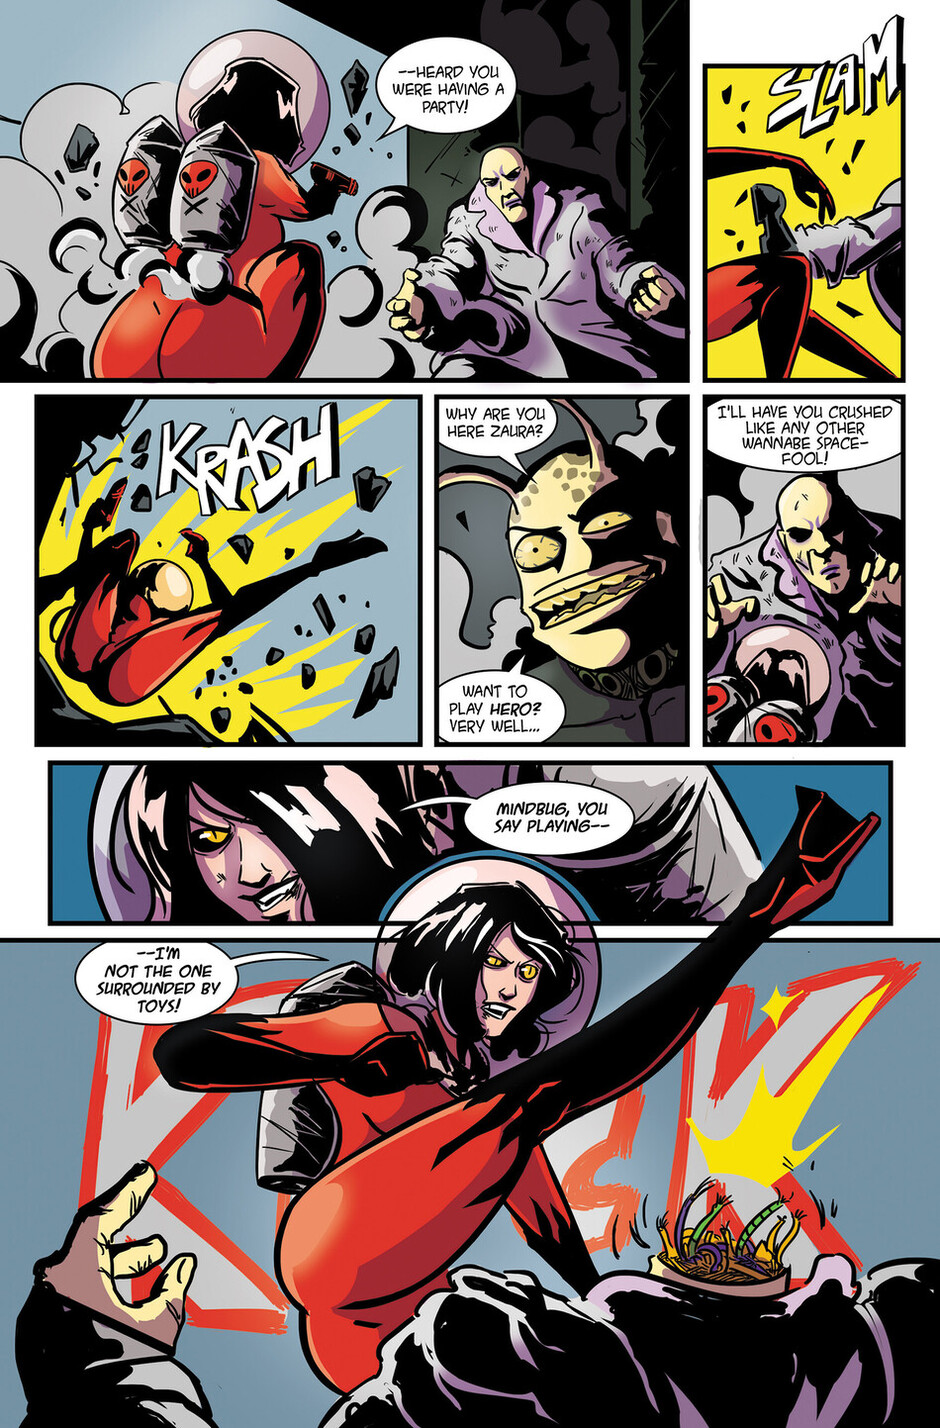 --HEARD YOU
WERE HAVING A
PARTY!
SLAM
KRASH
WHY ARE YOU
HERE ZAURA?
WANT TO
PLAY HERO?
VERY WELL...
I'LL HAVE YOU CRUSHED
LIKE ANY OTHER
WANNABE SPACE-
FOOL!
MINDBUG, YOU
SAY PLAYING--
--I'M
NOT THE ONE
SURROUNDED BY
TOYS!